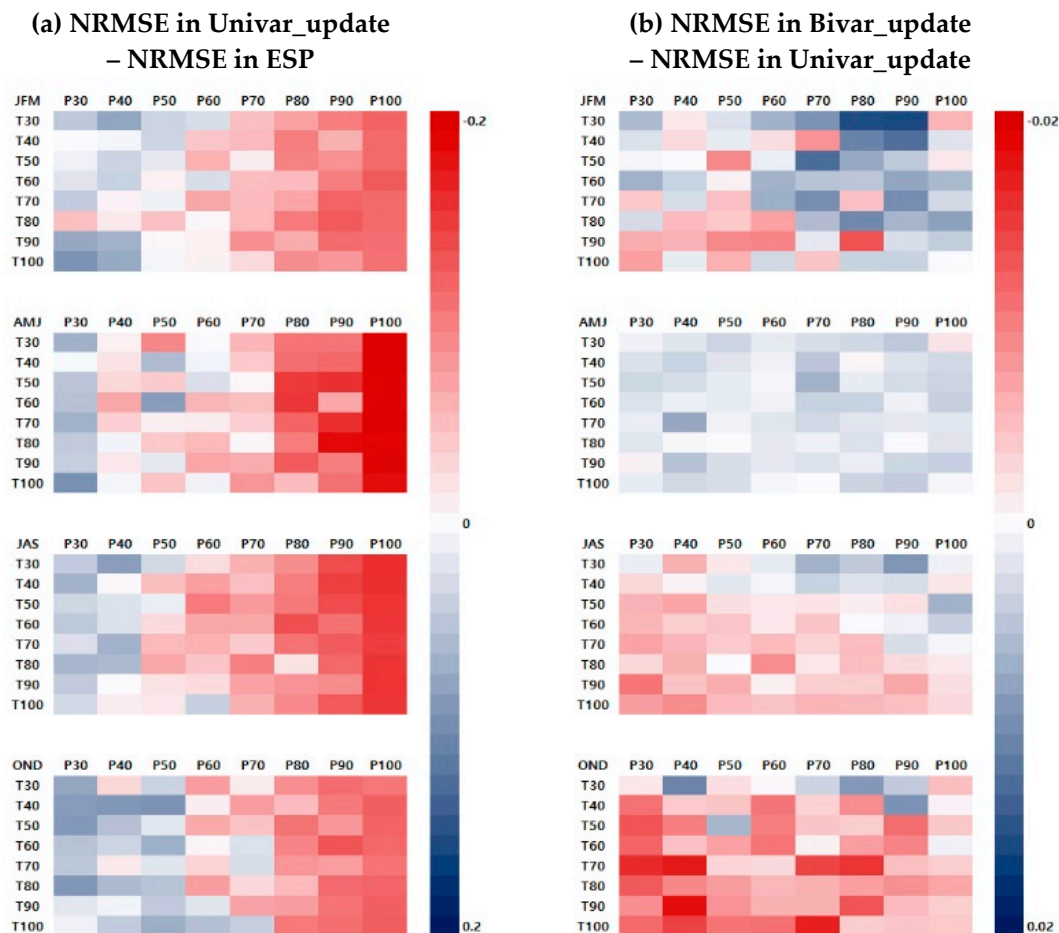 (a) NRMSE in Univar_update
– NRMSE in ESP
(b) NRMSE in Bivar_update
– NRMSE in Univar_update
JFM P30 P40 P50 P60 P70 P80 P90 P100
T30
T40
T50
T60
T70
T80
T90
T100
AMJ P30 P40 P50 P60 P70 P80 P90 P100
T30
T40
T50
T60
T70
T80
T90
T100
JAS P30 P40 P50 P60 P70 P80 P90 P100
T30
T40
T50
T60
T70
T80
T90
T100
OND P30 P40 P50 P60 P70 P80 P90 P100
T30
T40
T50
T60
T70
T80
T90
T100
-0.2
0
0.2
JFM P30 P40 P50 P60 P70 P80 P90 P100
T30
T40
T50
T60
T70
T80
T90
T100
AMJ P30 P40 P50 P60 P70 P80 P90 P100
T30
T40
T50
T60
T70
T80
T90
T100
JAS P30 P40 P50 P60 P70 P80 P90 P100
T30
T40
T50
T60
T70
T80
T90
T100
OND P30 P40 P50 P60 P70 P80 P90 P100
T30
T40
T50
T60
T70
T80
T90
T100
-0.02
0
0.02